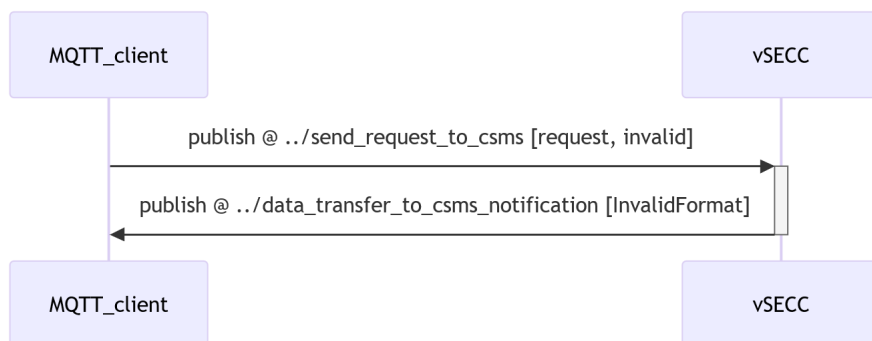 MQTT_client vSECC
publish @ ../send_request_to_csms [request, invalid]
publish @ ../data_transfer_to_csms_notification [InvalidFormat]
MQTT_client vSECC